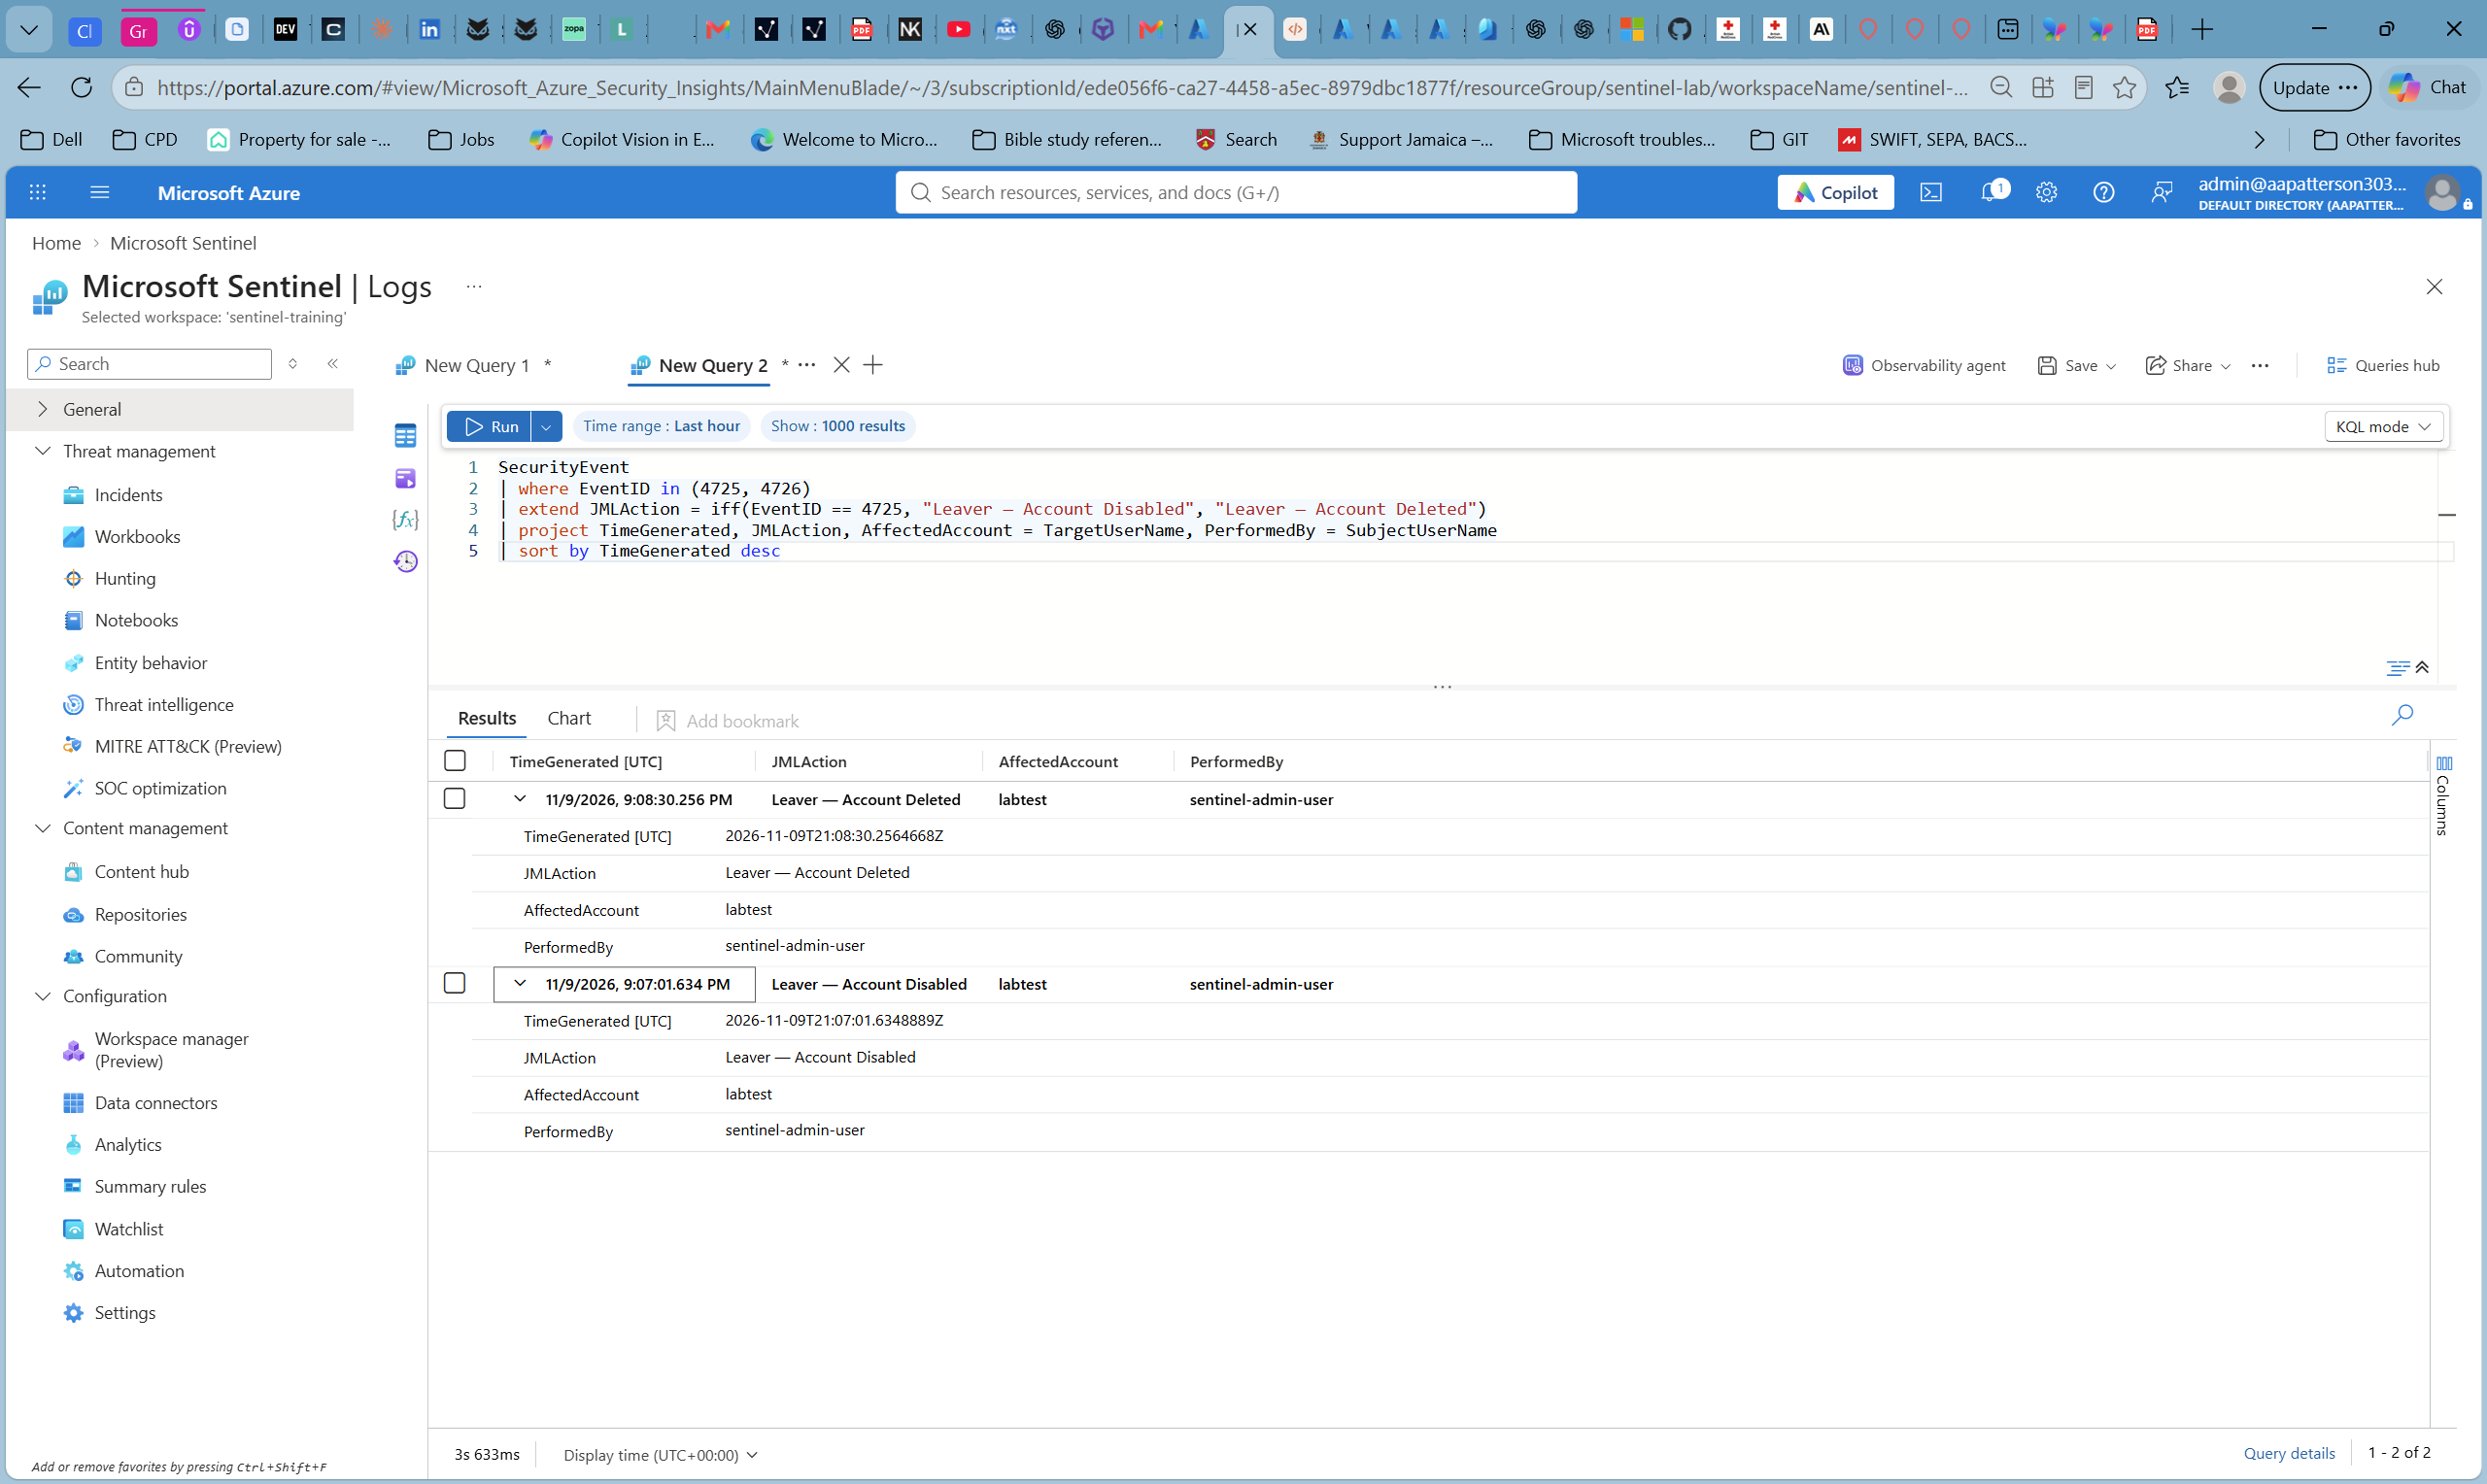 Cl
Gr
DEV
C
in
zopa
L
PDF
NK
nxt
PDF
https://portal.azure.com/#view/Microsoft_Azure_Security_Insights/MainMenuBlade/~/3/subscriptionId/ede056f6-ca27-4458-a5ec-8979dbc1877f/resourceGroup/sentinel-lab/workspaceName/sentinel-...
Update
Chat
Dell
CPD
Property for sale -...
Jobs
Copilot Vision in E...
Welcome to Micro...
Bible study referen...
Search
Support Jamaica –...
Microsoft troubles...
GIT
SWIFT, SEPA, BACS...
Other favorites
Microsoft Azure
Search resources, services, and docs (G+/)
Copilot
1
admin@aapatterson303...
DEFAULT DIRECTORY (AAPATTER...
Home > Microsoft Sentinel
Microsoft Sentinel | Logs
...
Selected workspace: 'sentinel-training'
Search
General
Threat management
Incidents
Workbooks
Hunting
Notebooks
Entity behavior
Threat intelligence
MITRE ATT&CK (Preview)
SOC optimization
Content management
Content hub
Repositories
Community
Configuration
Workspace manager
(Preview)
Data connectors
Analytics
Summary rules
Watchlist
Automation
Settings
Add or remove favorites by pressing Ctrl+Shift+F
New Query 1 *
New Query 2 *
Observability agent
Save
Share
Queries hub
Run
Time range : Last hour
Show : 1000 results
KQL mode
1 SecurityEvent
2 | where EventID in (4725, 4726)
3 | extend JMLAction = iff(EventID == 4725, "Leaver — Account Disabled", "Leaver — Account Deleted")
4 | project TimeGenerated, JMLAction, AffectedAccount = TargetUserName, PerformedBy = SubjectUserName
5 | sort by TimeGenerated desc
Results
Chart
Add bookmark
TimeGenerated [UTC] JMLAction AffectedAccount PerformedBy
11/9/2026, 9:08:30.256 PM Leaver — Account Deleted labtest sentinel-admin-user
TimeGenerated [UTC] 2026-11-09T21:08:30.2564668Z
JMLAction Leaver — Account Deleted
AffectedAccount labtest
PerformedBy sentinel-admin-user
11/9/2026, 9:07:01.634 PM Leaver — Account Disabled labtest sentinel-admin-user
TimeGenerated [UTC] 2026-11-09T21:07:01.6348889Z
JMLAction Leaver — Account Disabled
AffectedAccount labtest
PerformedBy sentinel-admin-user
Columns
3s 633ms
Display time (UTC+00:00)
Query details
1 - 2 of 2